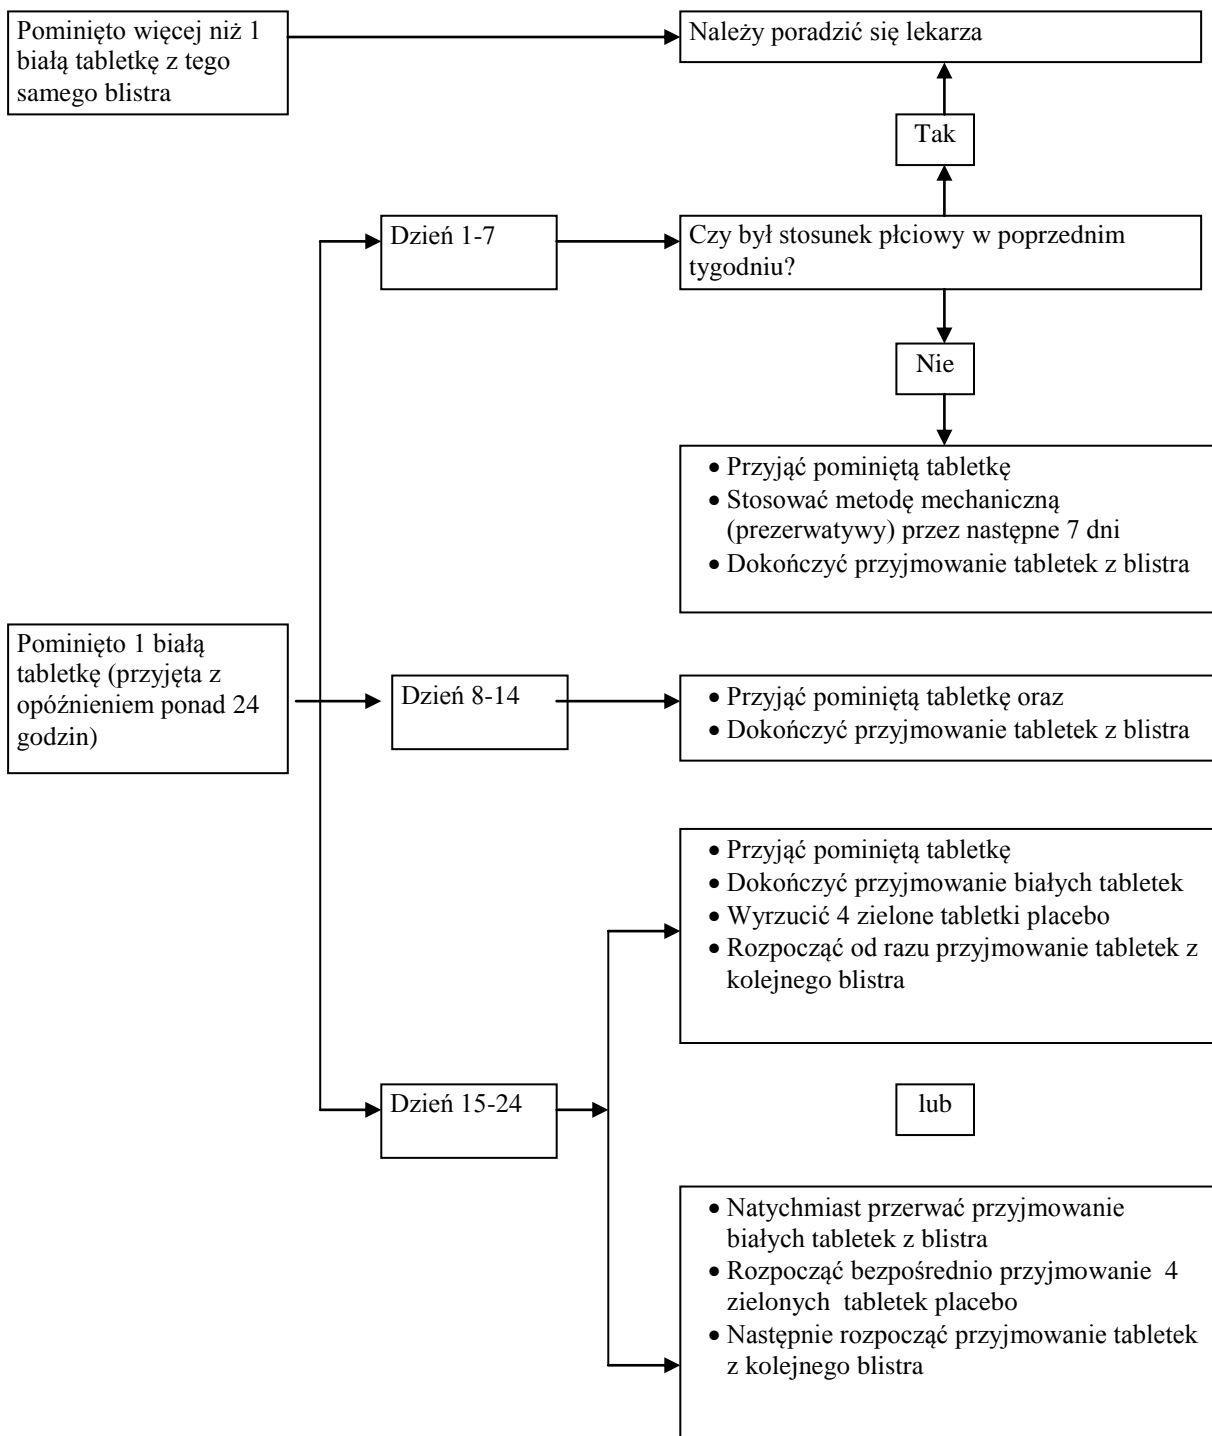 Pominięto więcej niż 1
białą tabletkę z tego
samego blistra
Należy poradzić się lekarza
Tak
Dzień 1-7
Czy był stosunek płciowy w poprzednim
tygodniu?
Nie
• Przyjąć pominiętą tabletkę
• Stosować metodę mechaniczną
(prezerwatywy) przez następne 7 dni
• Dokończyć przyjmowanie tabletek z blistra
Pominięto 1 białą
tabletkę (przyjęta z
opóźnieniem ponad 24
godzin)
Dzień 8-14
• Przyjąć pominiętą tabletkę oraz
• Dokończyć przyjmowanie tabletek z blistra
• Przyjąć pominiętą tabletkę
• Dokończyć przyjmowanie białych tabletek
• Wyrzucić 4 zielone tabletki placebo
• Rozpocząć od razu przyjmowanie tabletek z
kolejnego blistra
Dzień 15-24
lub
• Natychmiast przerwać przyjmowanie
białych tabletek z blistra
• Rozpocząć bezpośrednio przyjmowanie 4
zielonych tabletek placebo
• Następnie rozpocząć przyjmowanie tabletek
z kolejnego blistra